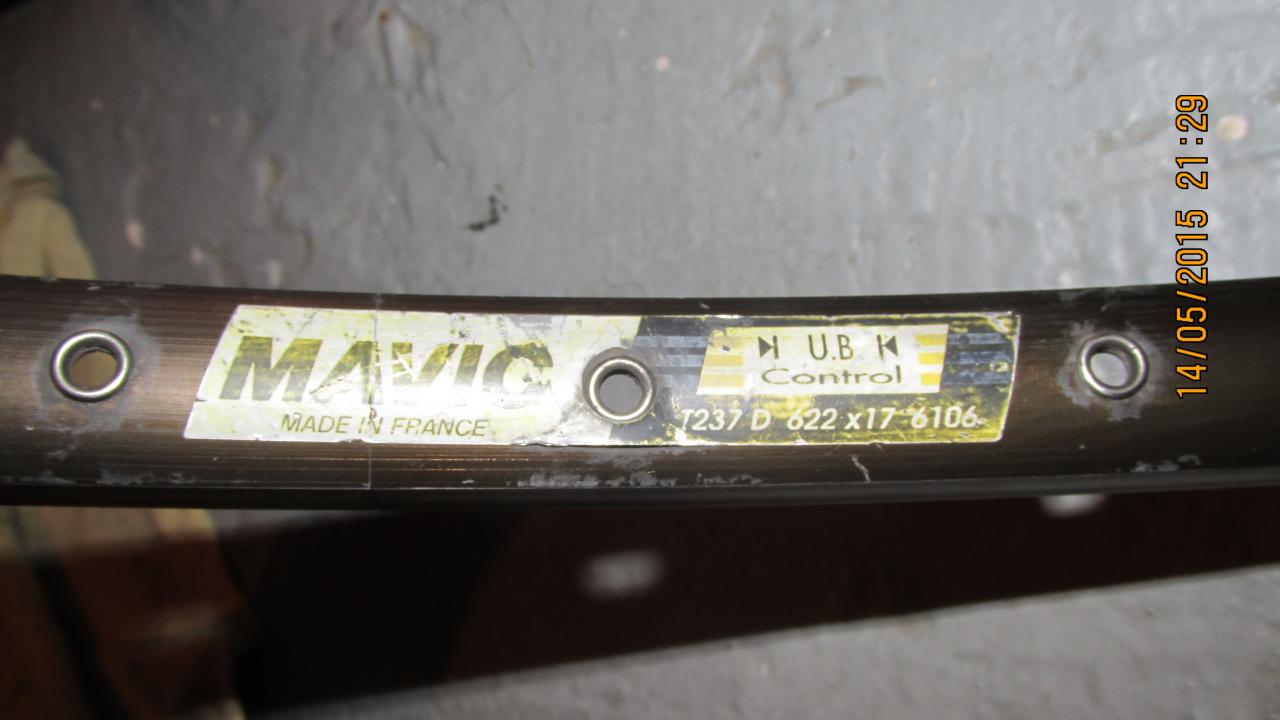 MAVIC
MADE IN FRANCE
U.B
Control
T237 D 622 x17 6106
14/05/2015 21:29